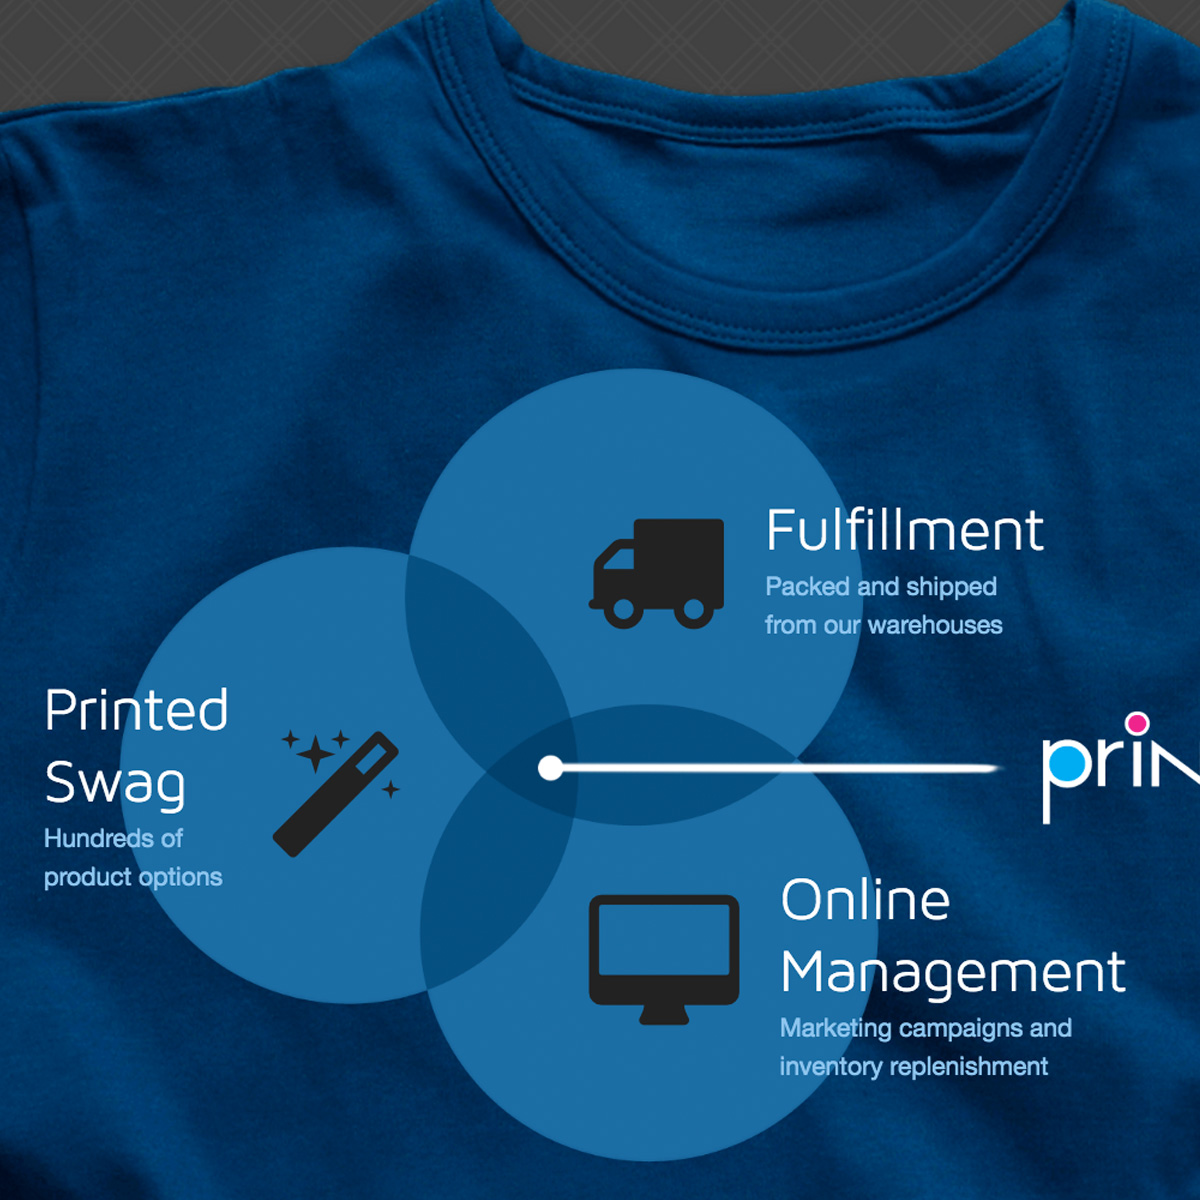 Fulfillment
Packed and shipped
from our warehouses
Printed
Swag
Hundreds of
product options
Online
Management
Marketing campaigns and
inventory replenishment